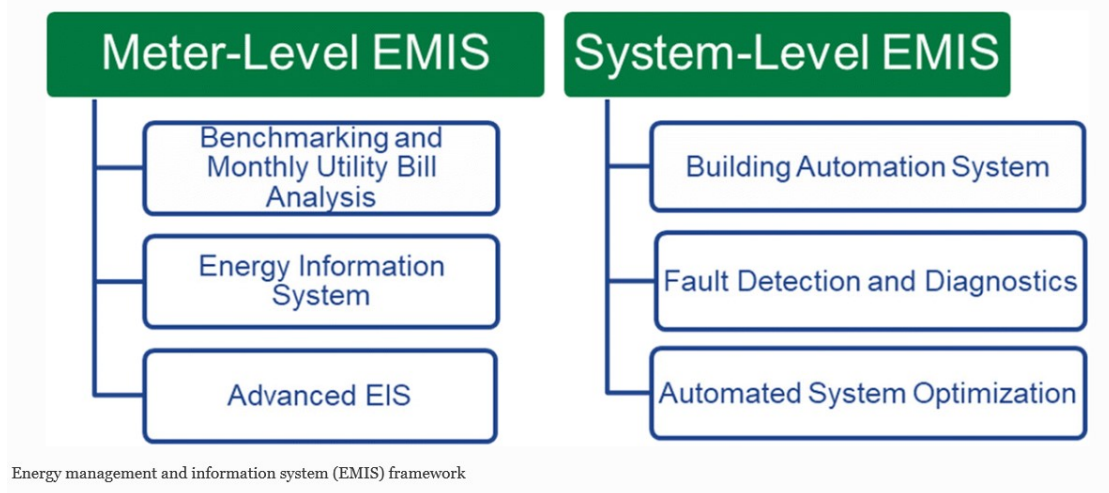 Meter-Level EMIS
Benchmarking and
Monthly Utility Bill
Analysis
Energy Information
System
Advanced EIS
System-Level EMIS
Building Automation System
Fault Detection and Diagnostics
Automated System Optimization
Energy management and information system (EMIS) framework